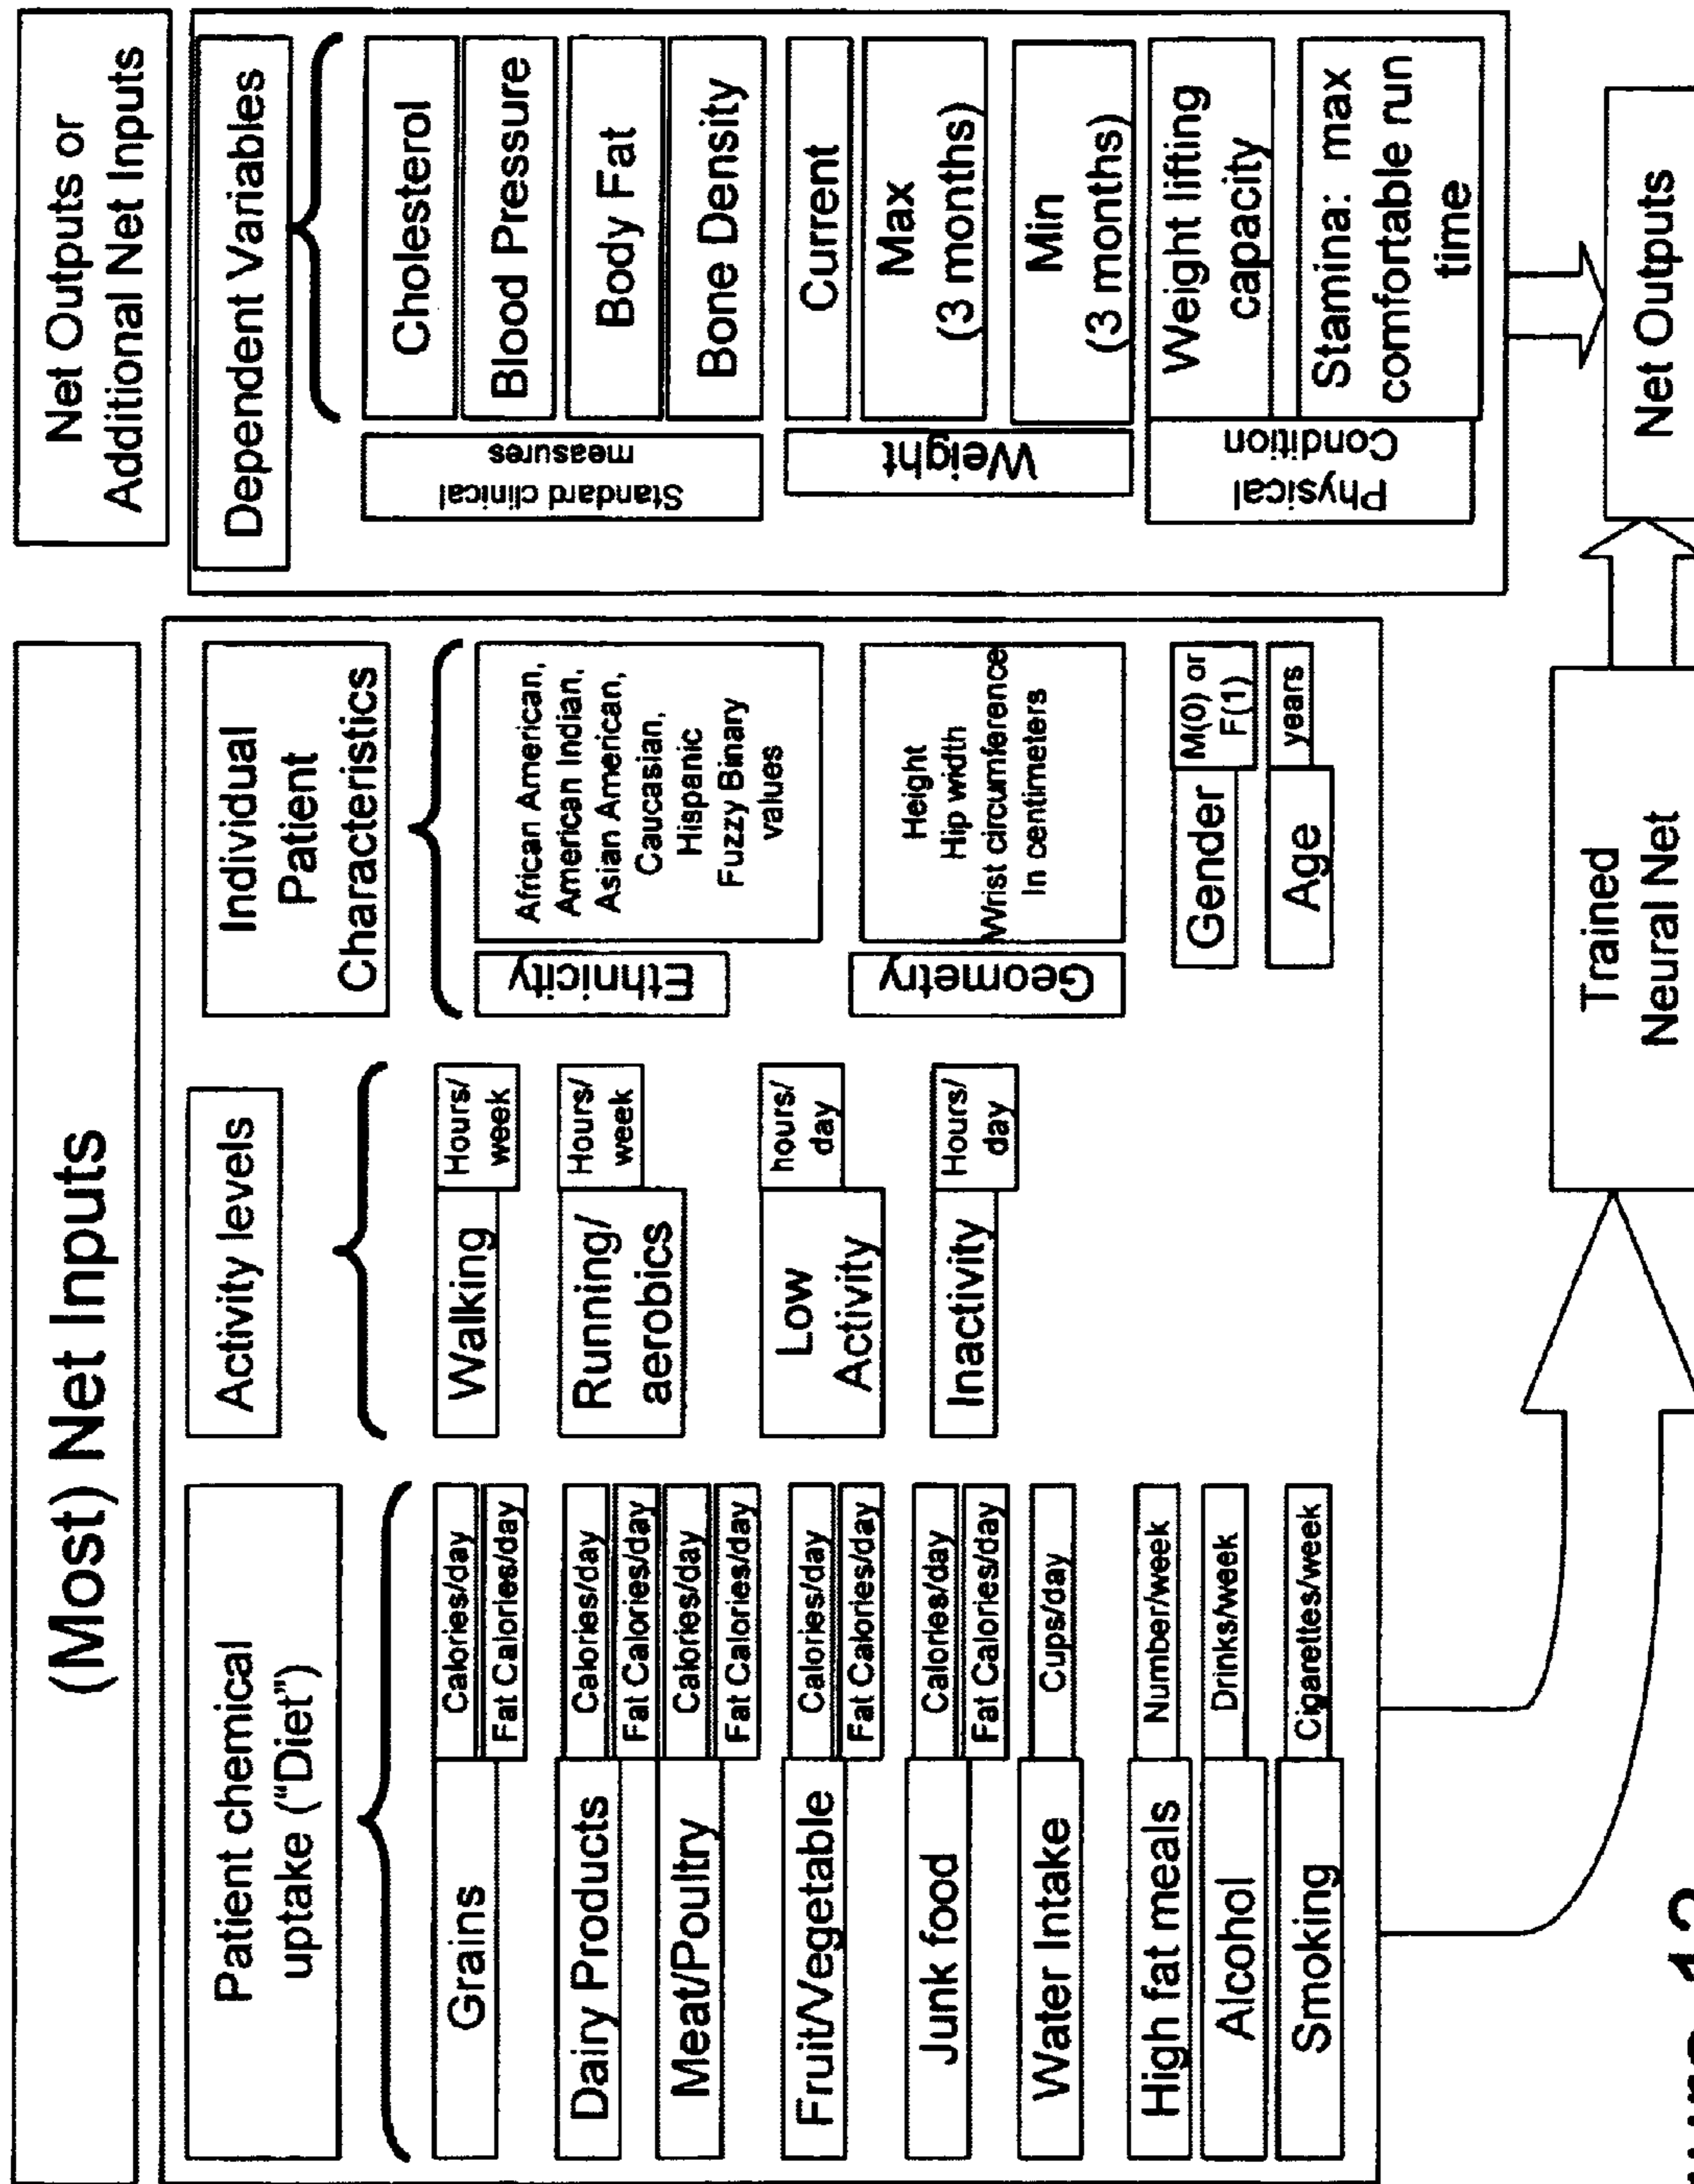 (Most) Net Inputs
Patient chemical
uptake ("Diet")
Grains
Calories/day
Fat Calories/day
Dairy Products
Calories/day
Fat Calories/day
Meat/Poultry
Calories/day
Fat Calories/day
Fruit/Vegetable
Calories/day
Fat Calories/day
Junk food
Calories/day
Fat Calories/day
Water Intake
Cups/day
High fat meals
Number/week
Alcohol
Drinks/week
Smoking
Cigarettes/week
Activity levels
Walking
Hours/
week
Running/
aerobics
Hours/
week
Low
Activity
hours/
day
Inactivity
Hours/
day
Individual
Patient
Characteristics
Ethnicity
African American,
American Indian,
Asian American,
Caucasian,
Hispanic
Fuzzy Binary
values
Geometry
Height
Hip width
Wrist circumference
In centimeters
Gender
M(0) or
F(1)
Age
years
Net Outputs or
Additional Net Inputs
Dependent Variables
Standard clinical
measures
Cholesterol
Blood Pressure
Body Fat
Bone Density
Weight
Current
Max
(3 months)
Min
(3 months)
Physical
Condition
Weight lifting
capacity
Stamina: max
comfortable run
time
Trained
Neural Net
Net Outputs